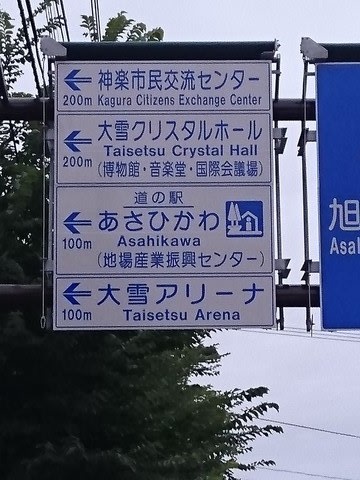 神楽市民交流センター
200m Kagura Citizens Exchange Center
大雪クリスタルホール
200m Taisetsu Crystal Hall
(博物館・音楽堂・国際会議場)
道の駅
あさひかわ
100m Asahikawa
(地場産業振興センター)
大雪アリーナ
100m Taisetsu Arena
旭
Asa